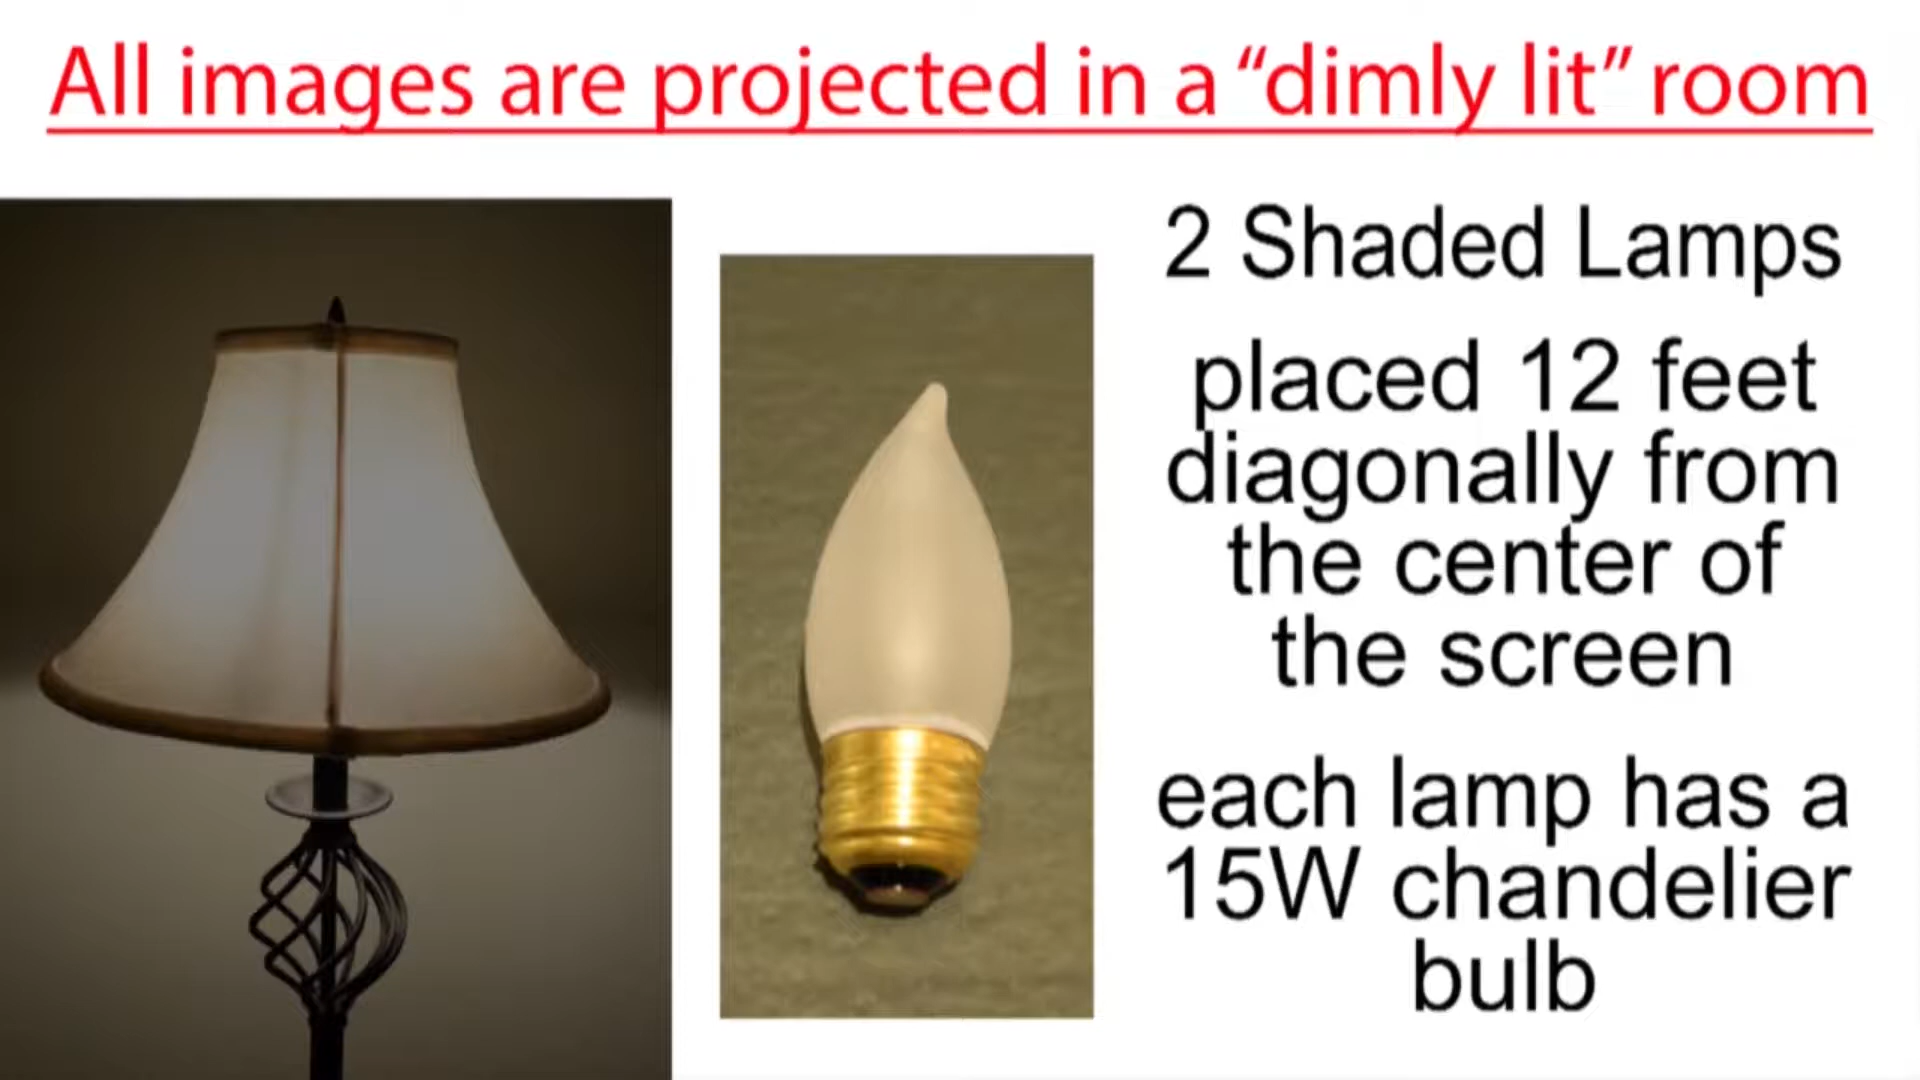 All images are projected in a “dimly lit” room
2 Shaded Lamps
placed 12 feet
diagonally from
the center of
the screen
each lamp has a
15W chandelier
bulb